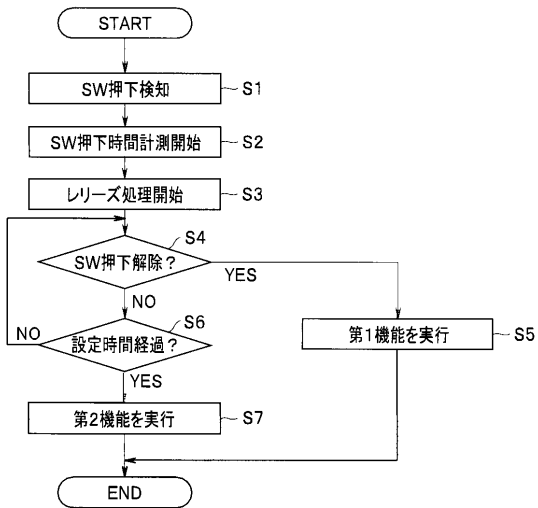 START
SW押下検知 S1
SW押下時間計測開始 S2
レリーズ処理開始 S3
S4
SW押下解除？ YES
NO
S6
NO 設定時間経過？
第1機能を実行 S5
YES
第2機能を実行 S7
END